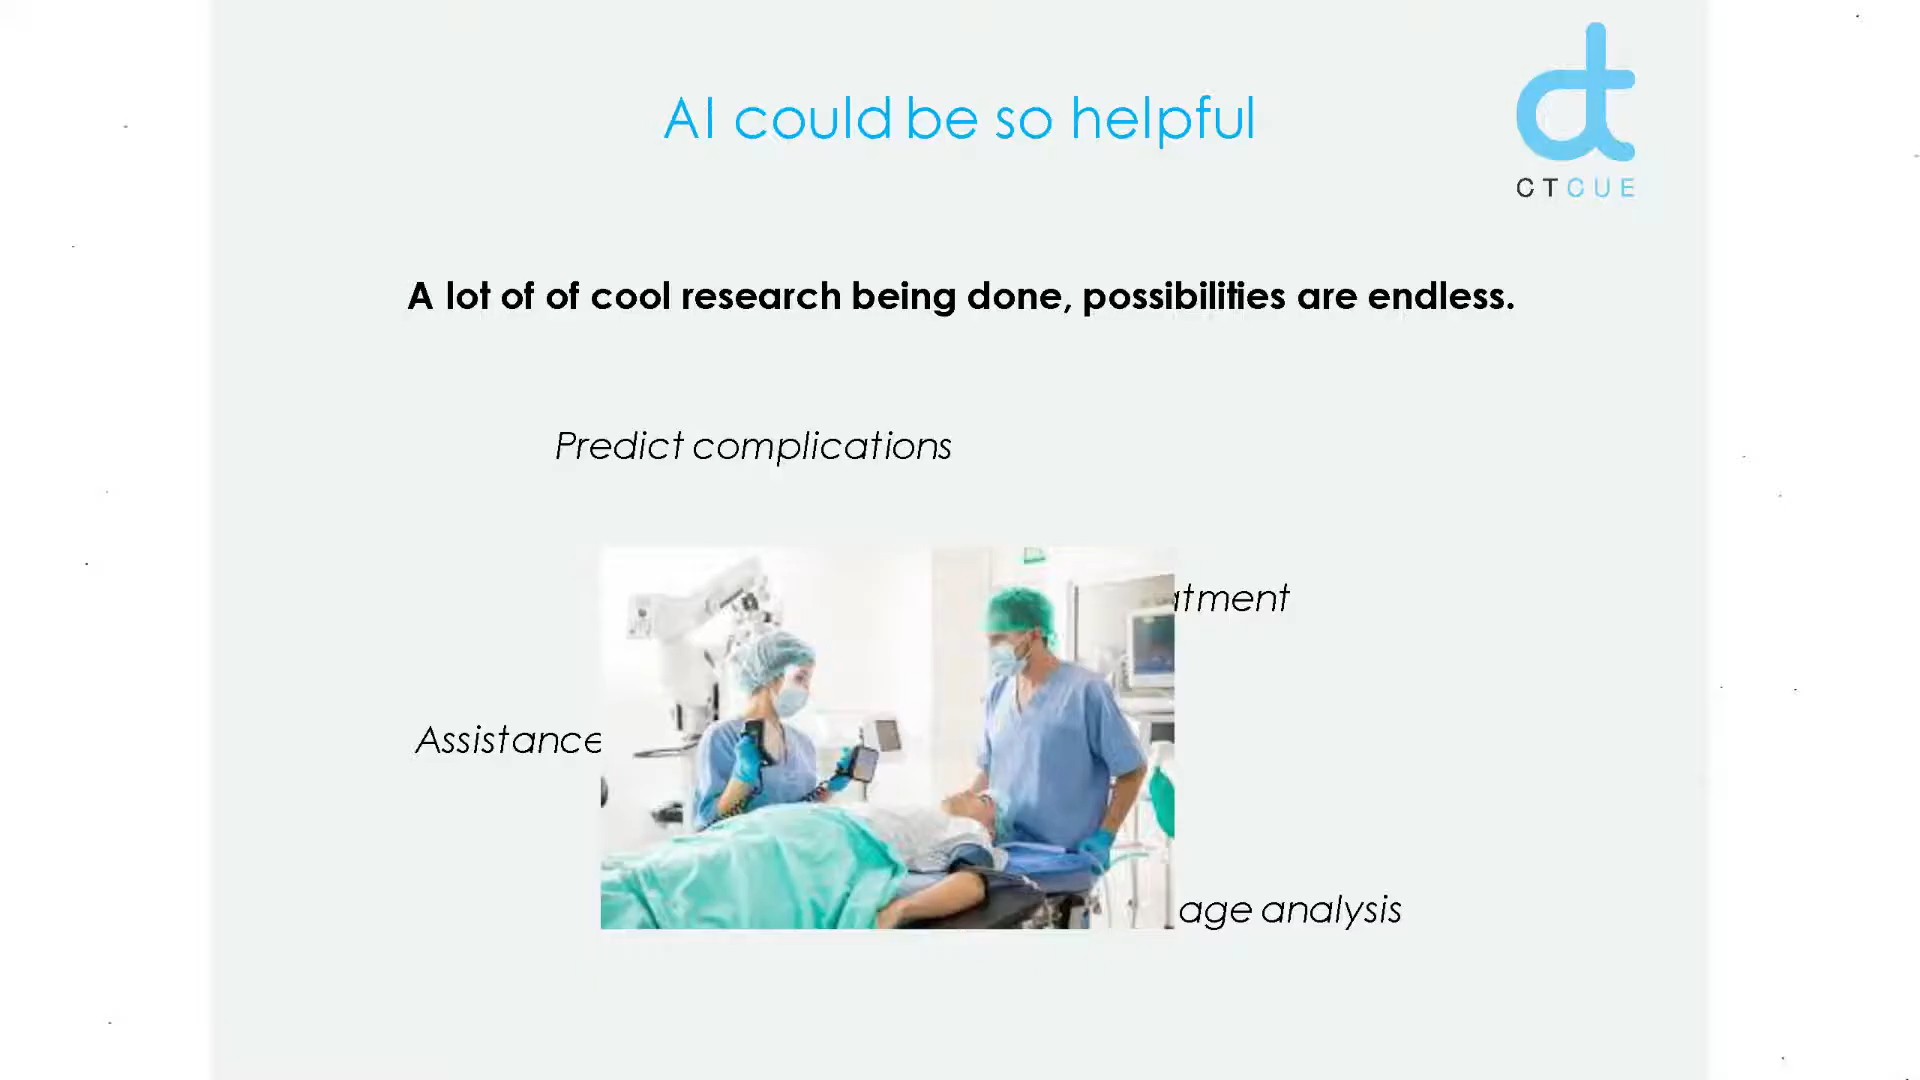 AI could be so helpful
CTCUE
A lot of of cool research being done, possibilities are endless.
Predict complications
atment
Assistance
age analysis